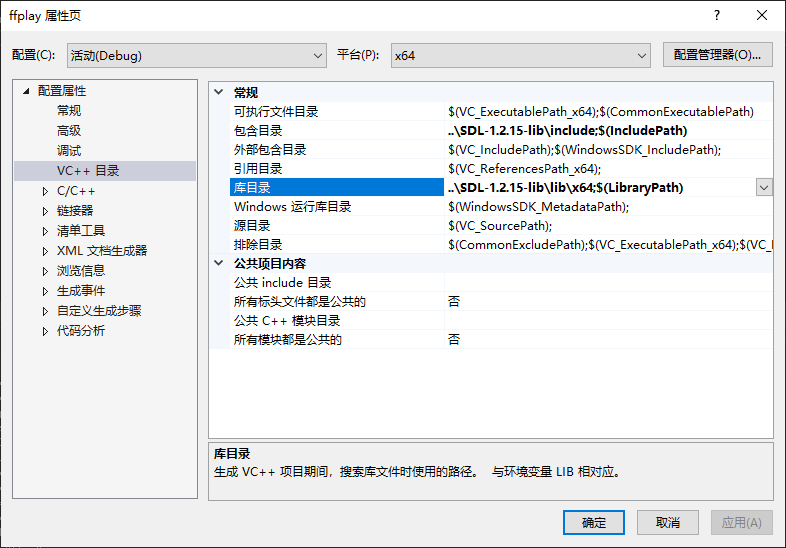 ffplay 属性页
配置(C): 活动(Debug) 平台(P): x64 配置管理器(O)...
配置属性
常规
高级
调试
VC++ 目录
C/C++
链接器
清单工具
XML 文档生成器
浏览信息
生成事件
自定义生成步骤
代码分析
常规
可执行文件目录 $(VC_ExecutablePath_x64);$(CommonExecutablePath)
包含目录 ..\SDL-1.2.15-lib\include;$(IncludePath)
外部包含目录 $(VC_IncludePath);$(WindowsSDK_IncludePath);
引用目录 $(VC_ReferencesPath_x64);
库目录 ..\SDL-1.2.15-lib\lib\x64;$(LibraryPath)
Windows 运行库目录 $(WindowsSDK_MetadataPath);
源目录 $(VC_SourcePath);
排除目录 $(CommonExcludePath);$(VC_ExecutablePath_x64);$(VC_I
公共项目内容
公共 include 目录
所有标头文件都是公共的 否
公共 C++ 模块目录
所有模块都是公共的 否
库目录
生成 VC++ 项目期间，搜索库文件时使用的路径。 与环境变量 LIB 相对应。
确定 取消 应用(A)